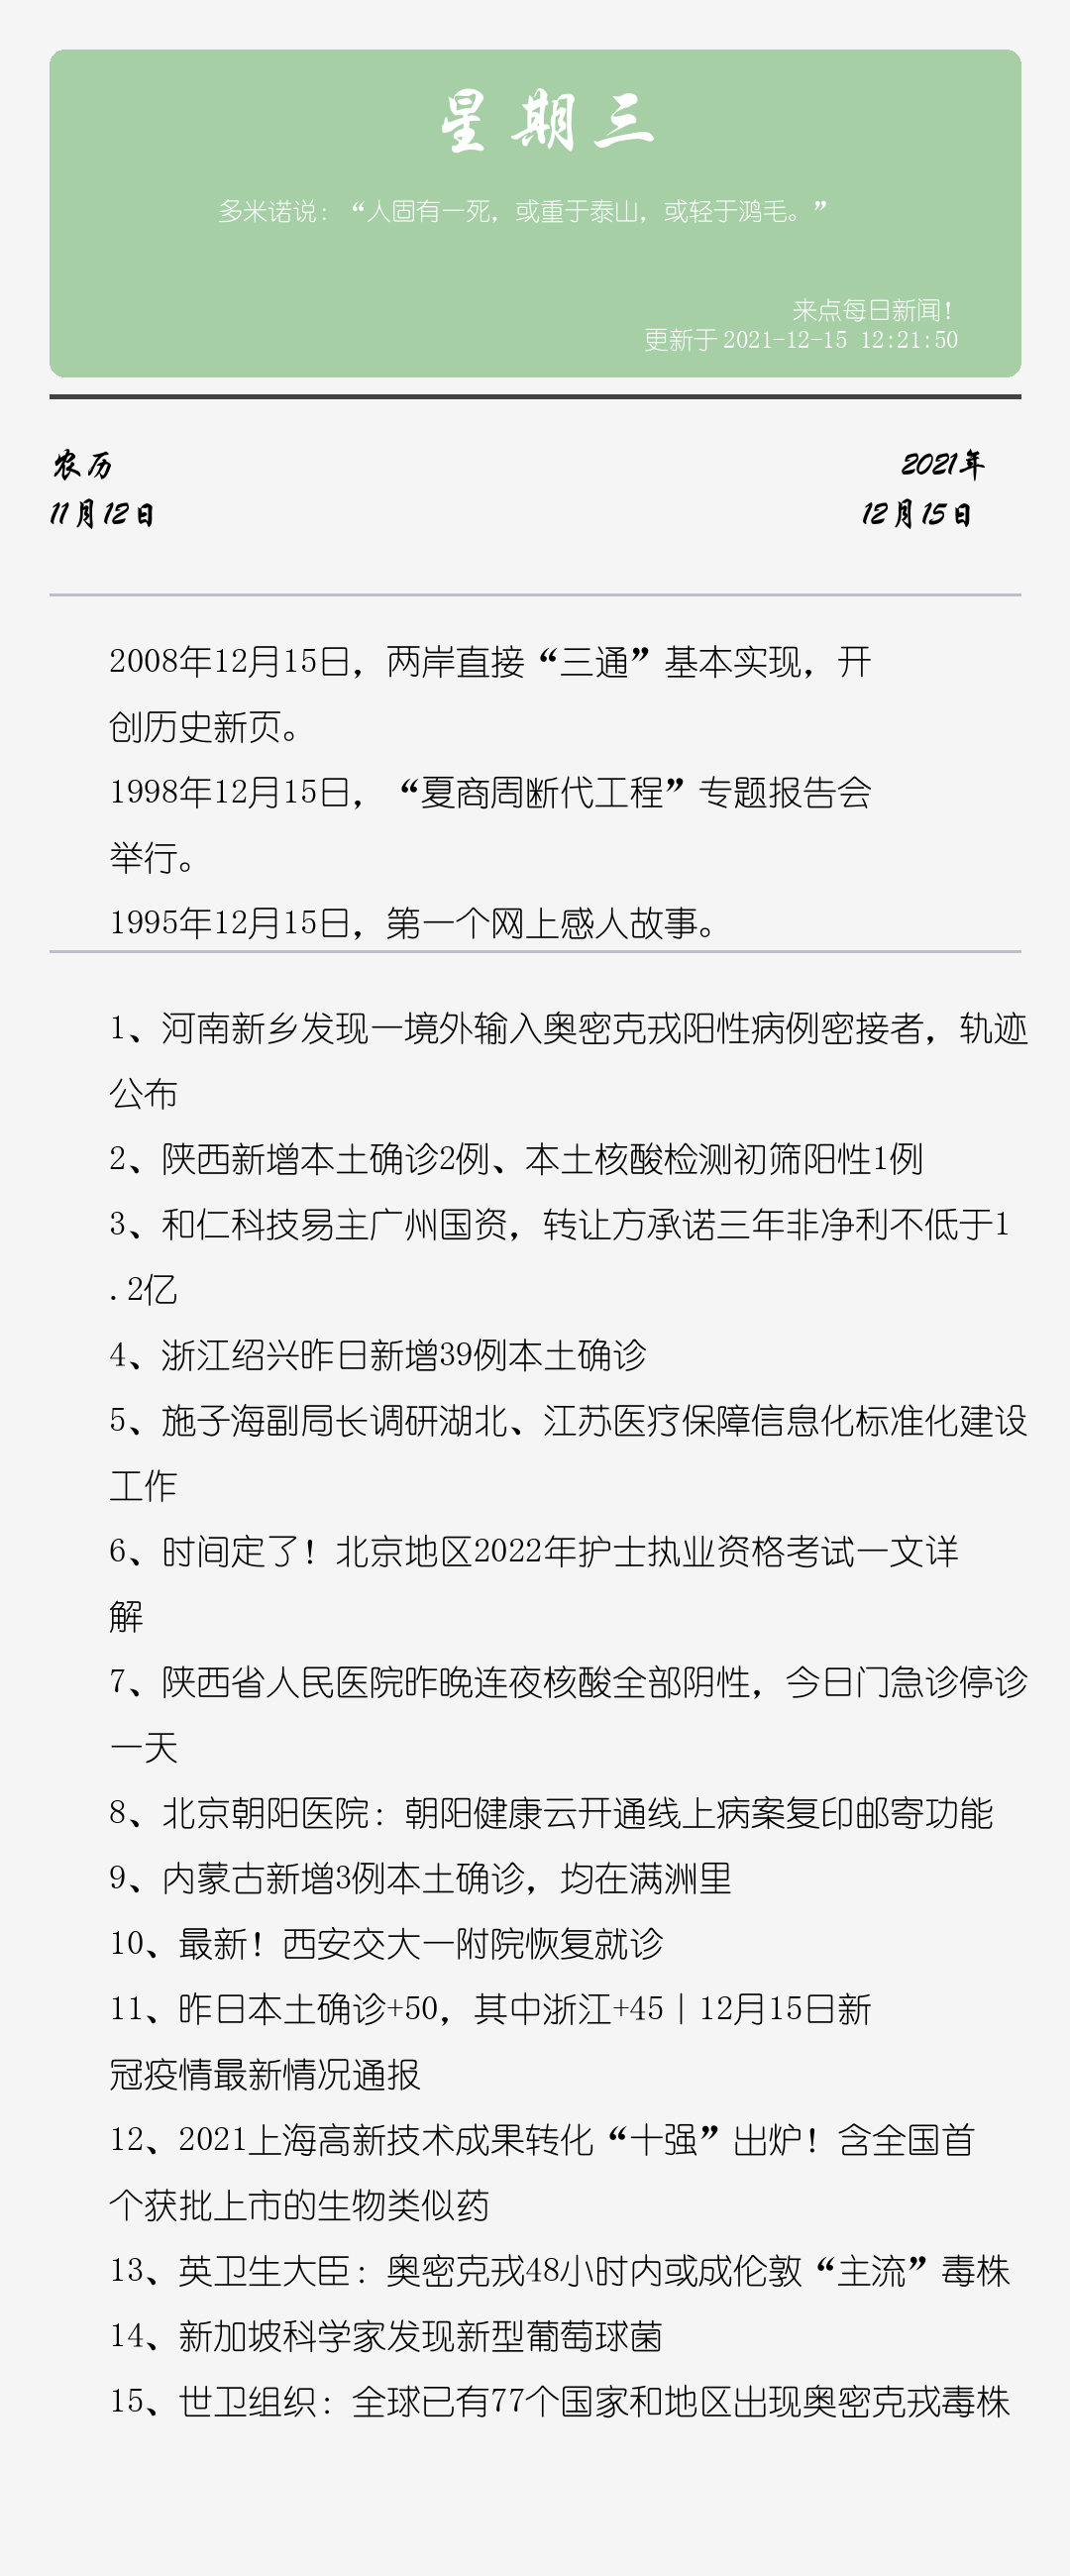 星期三
多米诺说：“人固有一死，或重于泰山，或轻于鸿毛。”
来点每日新闻！
更新于 2021-12-15 12:21:50
农历
11月12日
2021年
12月15日
2008年12月15日，两岸直接“三通”基本实现，开
创历史新页。
1998年12月15日，“夏商周断代工程”专题报告会
举行。
1995年12月15日，第一个网上感人故事。
1、河南新乡发现一境外输入奥密克戎阳性病例密接者，轨迹
公布
2、陕西新增本土确诊2例、本土核酸检测初筛阳性1例
3、和仁科技易主广州国资，转让方承诺三年非净利不低于1
.2亿
4、浙江绍兴昨日新增39例本土确诊
5、施子海副局长调研湖北、江苏医疗保障信息化标准化建设
工作
6、时间定了！北京地区2022年护士执业资格考试一文详
解
7、陕西省人民医院昨晚连夜核酸全部阴性，今日门急诊停诊
一天
8、北京朝阳医院：朝阳健康云开通线上病案复印邮寄功能
9、内蒙古新增3例本土确诊，均在满洲里
10、最新！西安交大一附院恢复就诊
11、昨日本土确诊+50，其中浙江+45丨12月15日新
冠疫情最新情况通报
12、2021上海高新技术成果转化“十强”出炉！含全国首
个获批上市的生物类似药
13、英卫生大臣：奥密克戎48小时内或成伦敦“主流”毒株
14、新加坡科学家发现新型葡萄球菌
15、世卫组织：全球已有77个国家和地区出现奥密克戎毒株